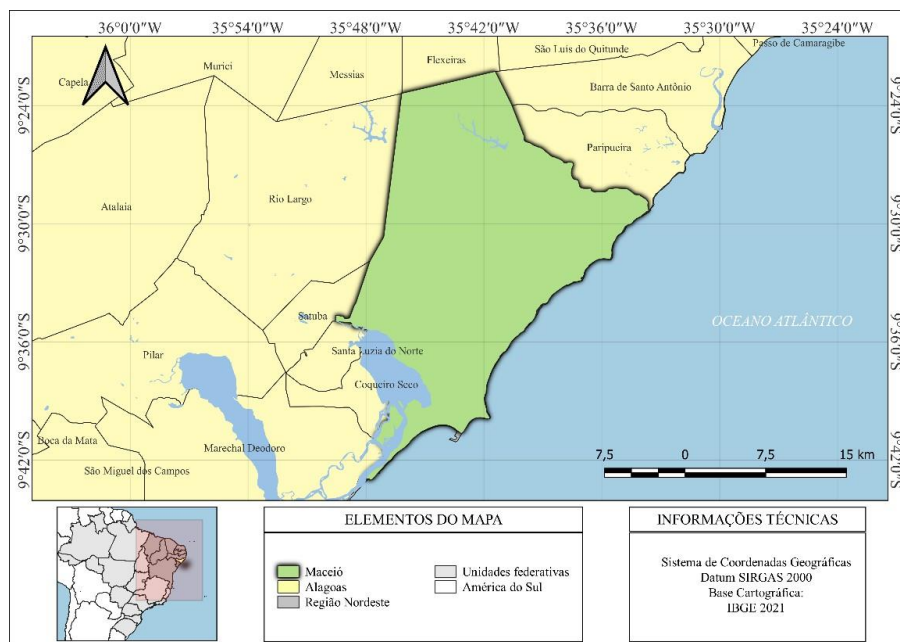 36°00'0"W 35°54'0"W 35°48'0"W 35°42'0"W 35°36'0"W 35°30'0"W 35°24'0"W
São Luis do Quitunde
Passo de Camaragibe
Flexeiras
Murici
Messias
Capela
Barra de Santo Antônio
9°24'0"S
9°24'0"S
Paripueira
Rio Largo
Atalaia
9°30'0"S
9°30'0"S
Satuba
OCEANO ATLÂNTICO
9°36'0"S
9°36'0"S
Santa Luzia do Norte
Pilar
Coqueiro Seco
Boca da Mata
Marechal Deodoro
São Miguel dos Campos
9°42'0"S
9°42'0"S
7,5 0 7,5 15 km
ELEMENTOS DO MAPA
Maceió
Alagoas
Região Nordeste
Unidades federativas
América do Sul
INFORMAÇÕES TÉCNICAS
Sistema de Coordenadas Geográficas
Datum SIRGAS 2000
Base Cartográfica:
IBGE 2021